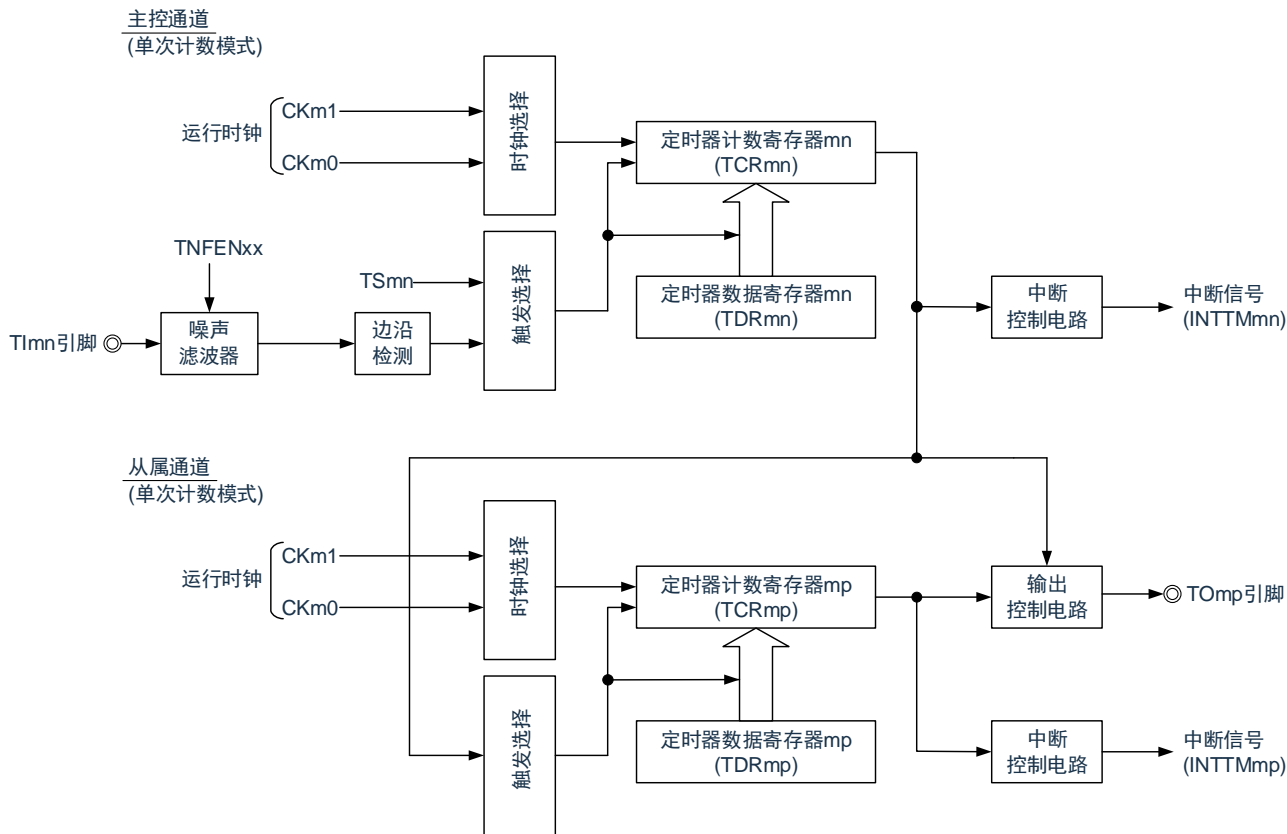 主控通道
(单次计数模式)
运行时钟
CKm1
CKm0
时钟选择
定时器计数寄存器mn
(TCRmn)
TNFENxx
TSmn
触发选择
定时器数据寄存器mn
(TDRmn)
中断
控制电路
中断信号
(INTTMmn)
TImn引脚
噪声
滤波器
边沿
检测
从属通道
(单次计数模式)
运行时钟
CKm1
CKm0
时钟选择
定时器计数寄存器mp
(TCRmp)
输出
控制电路
TOmp引脚
触发选择
定时器数据寄存器mp
(TDRmp)
中断
控制电路
中断信号
(INTTMmp)